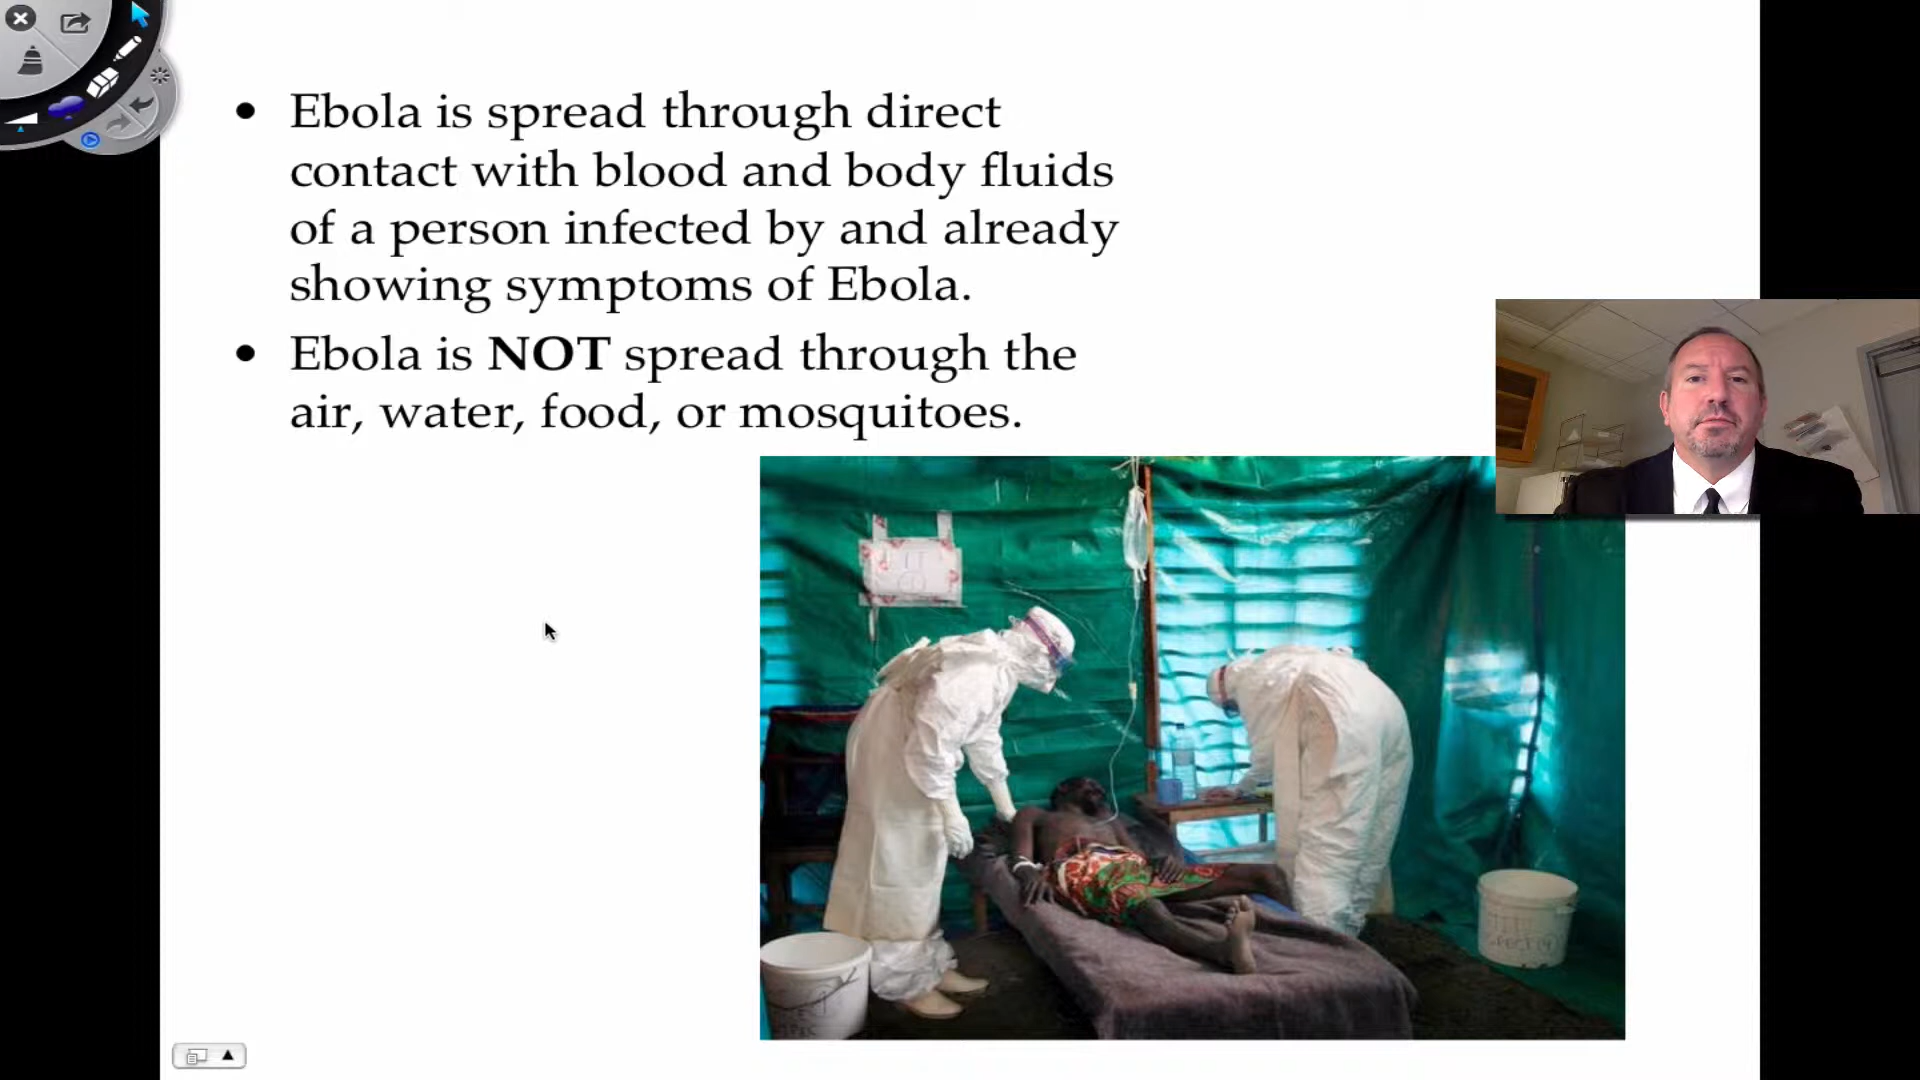 • Ebola is spread through direct
contact with blood and body fluids
of a person infected by and already
showing symptoms of Ebola.
• Ebola is NOT spread through the
air, water, food, or mosquitoes.